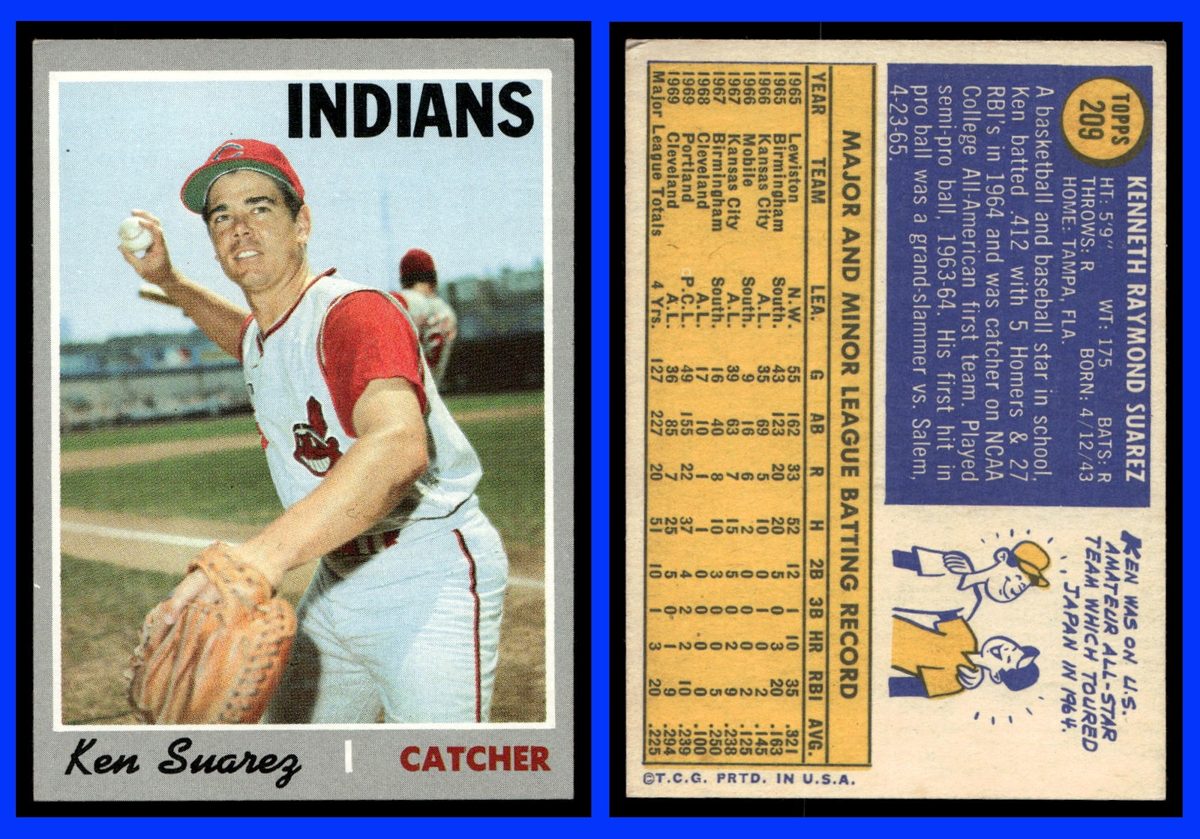 INDIANS
Ken Suarez | CATCHER
TOPPS
209
KENNETH RAYMOND SUAREZ
HT: 5'9" WT: 175 BATS: R
THROWS: R BORN: 4/12/43
HOME: TAMPA, FLA
A basketball and baseball star in school,
Ken batted .412 with 5 Homers & 27
RBI's in 1964 and was catcher on NCAA
College All-American first team. Played
semi-pro ball, 1963-64. His first hit in
pro ball was a grand-slammer vs. Salem,
4-23-65.
KEN WAS ON U.S.
AMATEUR ALL-STAR
TEAM WHICH TOURED
JAPAN IN 1964.
MAJOR AND MINOR LEAGUE BATTING RECORD
YEAR TEAM LEA. G AB R H 2B 3B HR RBI AVG.
1965 Lewiston N.W. 55 162 33 52 12 1 10 35 .321
1965 Birmingham South. 43 123 20 20 .163
1966 Kansas City A.L. 35 69 5 10 0 1 0 2 .145
1966 Mobile South. 9 16 6 2 .125
1967 Kansas City A.L. 39 63 7 15 5 0 2 9 .238
1967 Birmingham South. 16 40 8 10 3 0 .250
1968 Cleveland A.L. 17 10 1 1 0 0 0 0 .100
1969 Portland P.C.L. 49 155 22 37 4 2 2 10 .239
1969 Cleveland A.L. 36 85 7 25 5 0 1 9 .294
Major League Totals 4 Yrs. 127 227 20 51 10 1 3 20 .225
©T.C.G. PRTD. IN U.S.A.